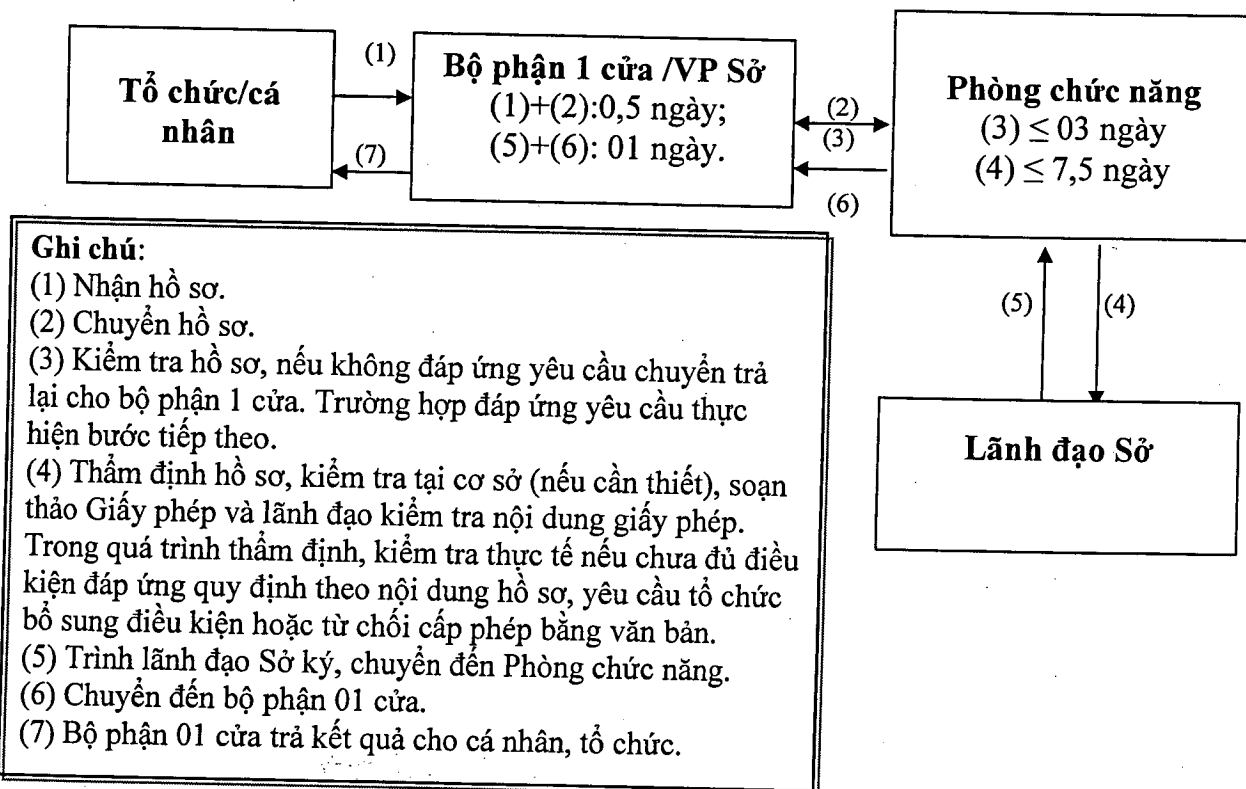 Tổ chức/cá
nhân
(1)
(7)
Bộ phận 1 cửa /VP Sở
(1)+(2):0,5 ngày;
(5)+(6): 01 ngày.
(2)
(3)
(6)
Phòng chức năng
(3) ≤ 03 ngày
(4) ≤ 7,5 ngày
(5)
(4)
Lãnh đạo Sở
Ghi chú:
(1) Nhận hồ sơ.
(2) Chuyển hồ sơ.
(3) Kiểm tra hồ sơ, nếu không đáp ứng yêu cầu chuyển trả
lại cho bộ phận 1 cửa. Trường hợp đáp ứng yêu cầu thực
hiện bước tiếp theo.
(4) Thẩm định hồ sơ, kiểm tra tại cơ sở (nếu cần thiết), soạn
thảo Giấy phép và lãnh đạo kiểm tra nội dung giấy phép.
Trong quá trình thẩm định, kiểm tra thực tế nếu chưa đủ điều
kiện đáp ứng quy định theo nội dung hồ sơ, yêu cầu tổ chức
bổ sung điều kiện hoặc từ chối cấp phép bằng văn bản.
(5) Trình lãnh đạo Sở ký, chuyển đến Phòng chức năng.
(6) Chuyển đến bộ phận 01 cửa.
(7) Bộ phận 01 cửa trả kết quả cho cá nhân, tổ chức.